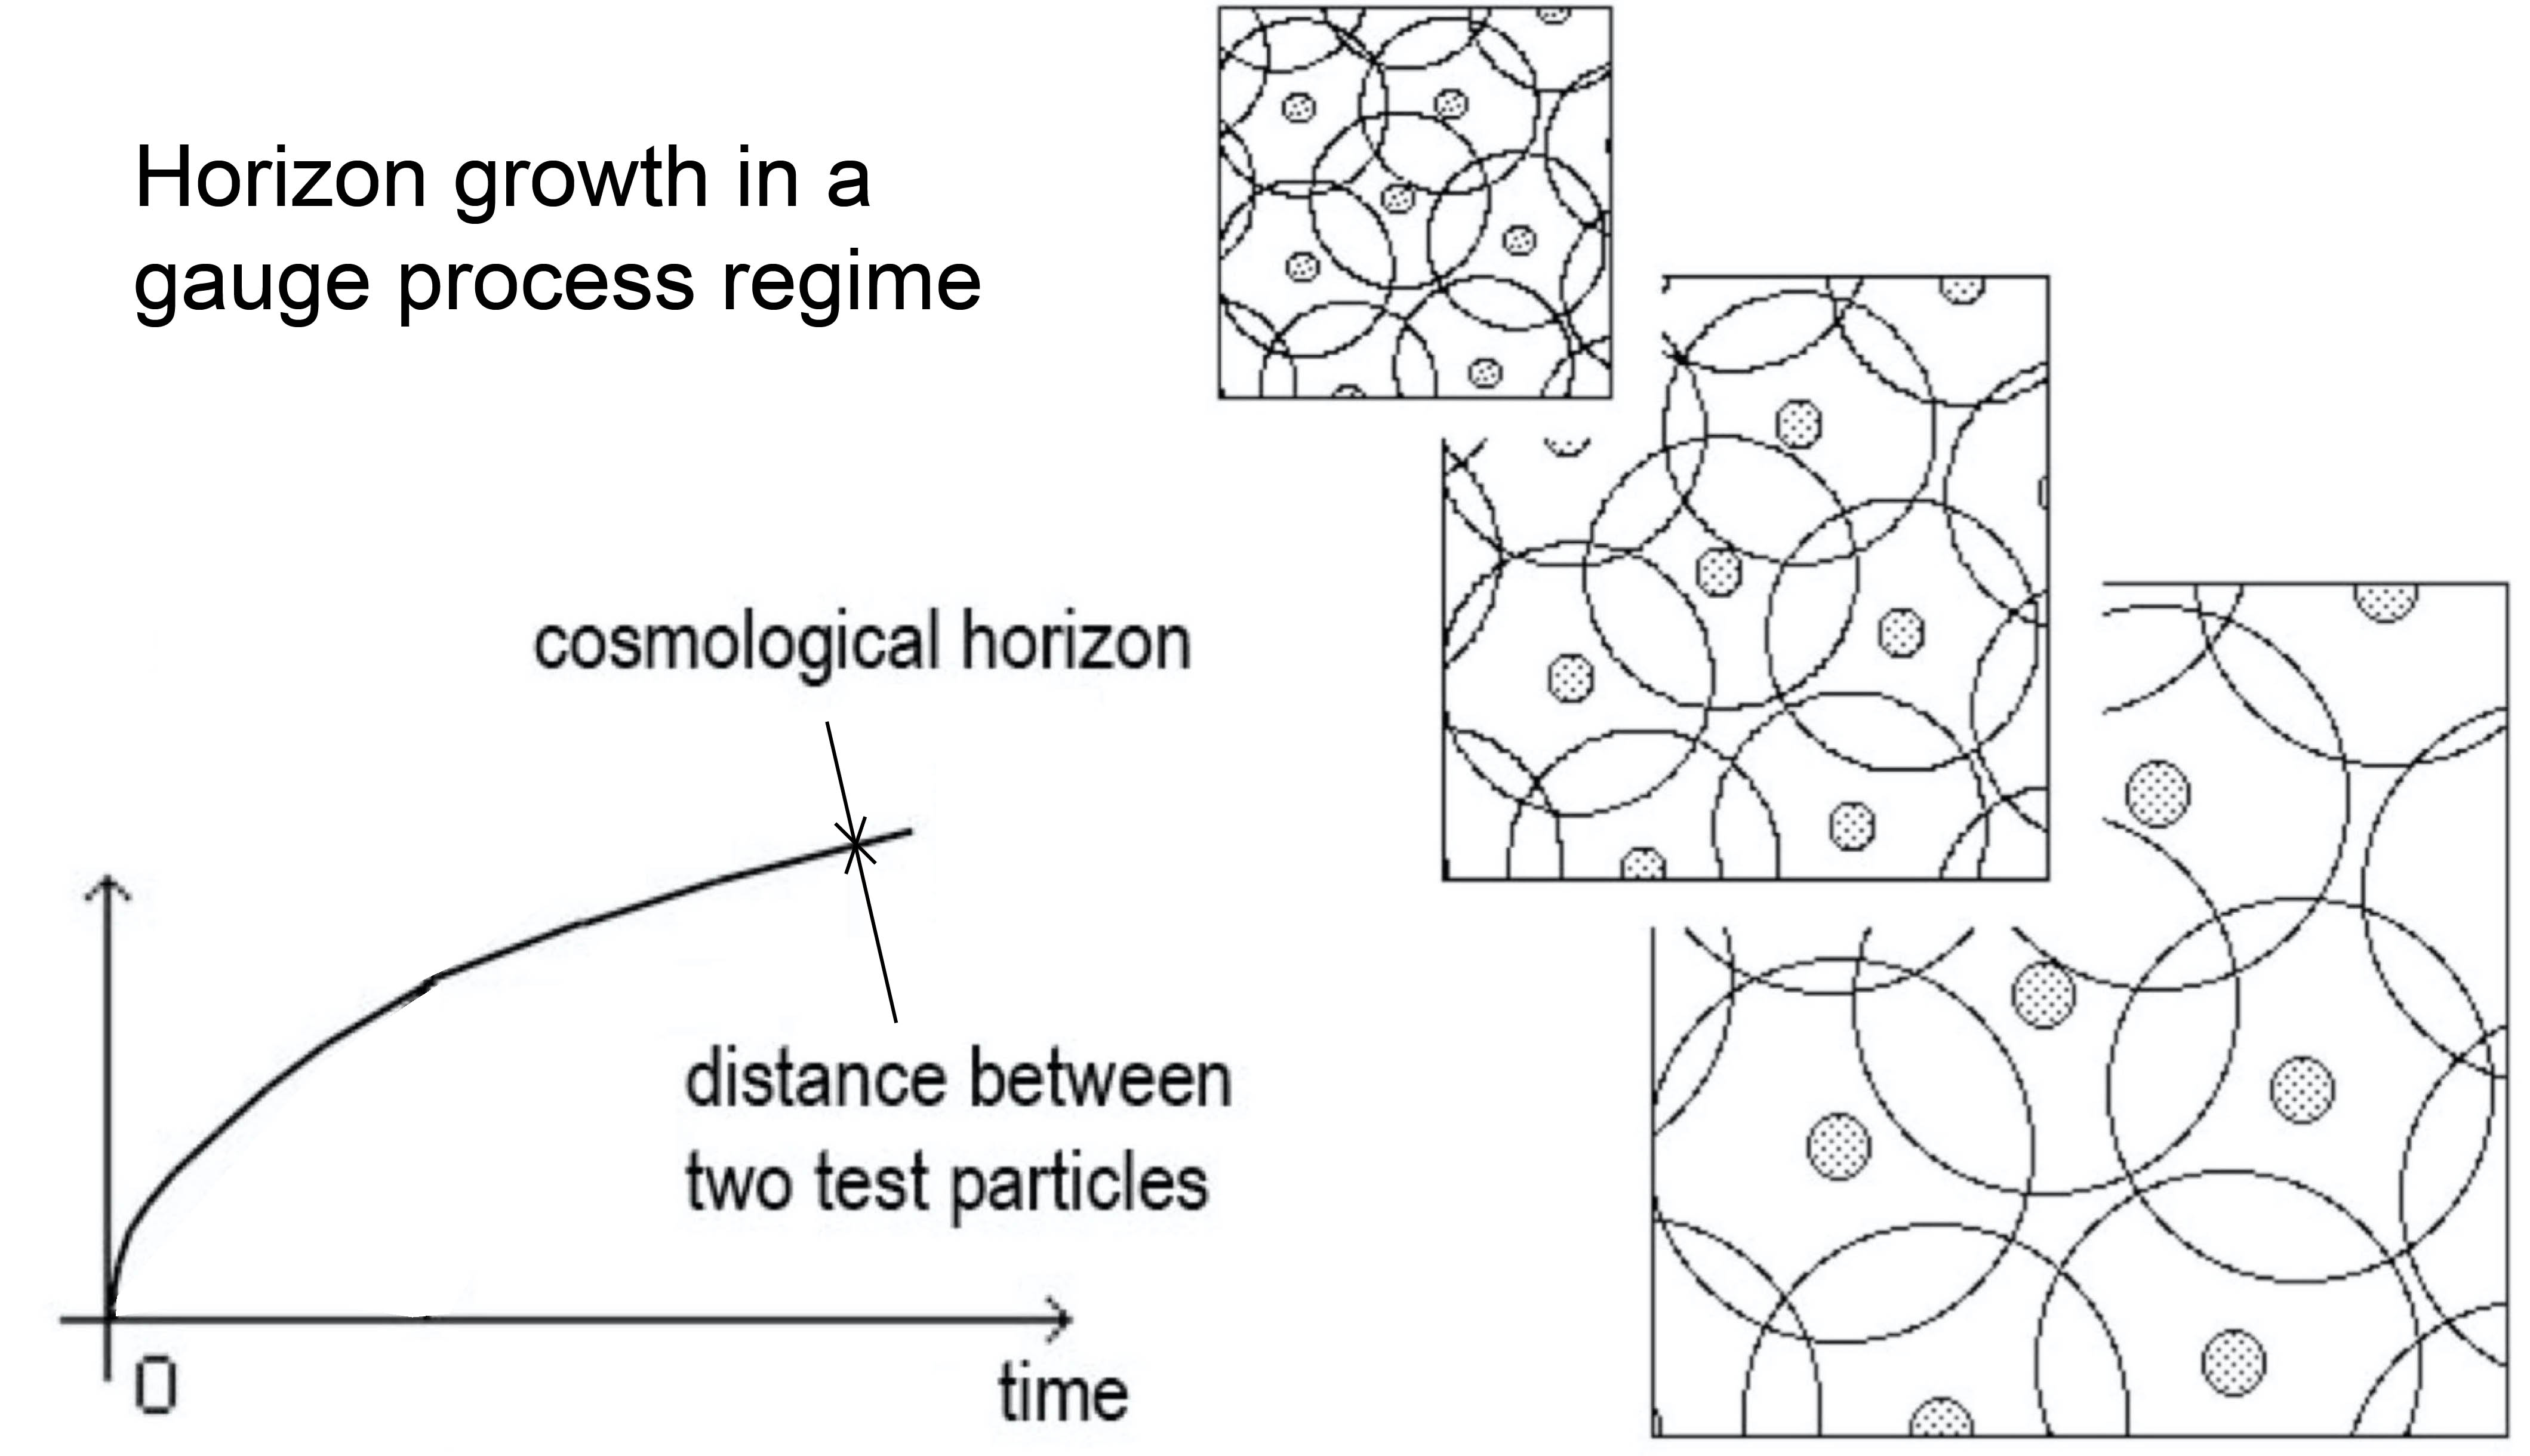 Horizon growth in a
gauge process regime
cosmological horizon
distance between
two test particles
0
time